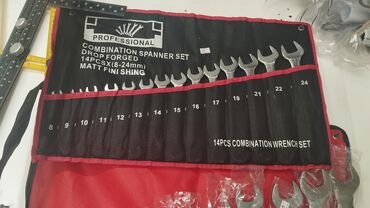 PROFESSIONAL
COMBINATION SPANNER SET
DROP FORGED
14PCSX(8-24mm)
MATT FINI SHING
8 9 10 11 12 13 14 15 16 17 19 21 22 24
14PCS COMBINATION WRENCH SET